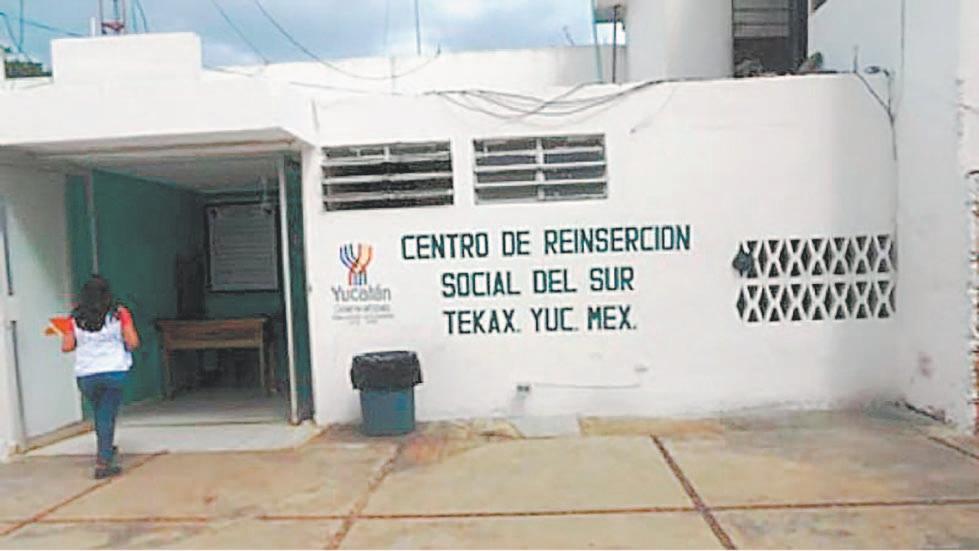 CENTRO DE REINSERCION
SOCIAL DEL SUR
TEKAX. YUC. MEX.
Yucatán